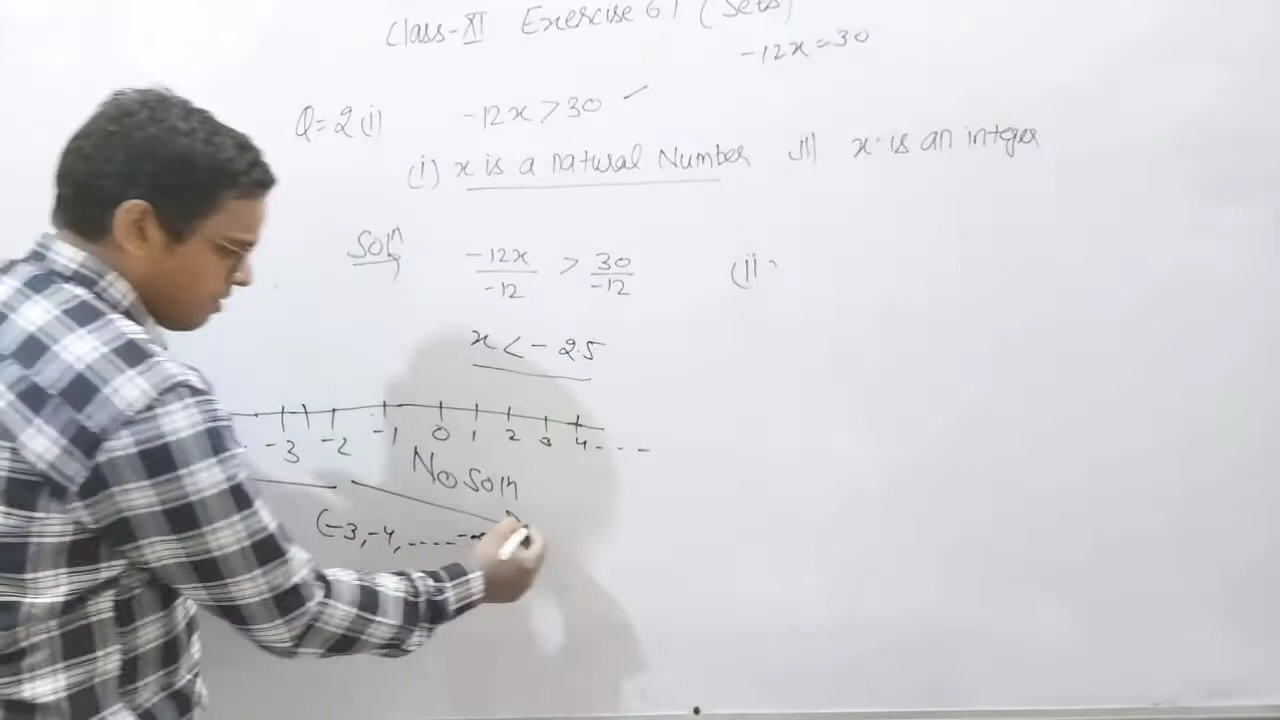 Class-XI Exercise 6.1 (Sets)
-12x=30
Q=2(i) -12x>30
(i) x is a natural Number (ii) x is an integer
Solⁿ -12x/-12 > 30/-12 (ii)
x<-2.5
-3 -2 -1 0 1 2 3 4 - - -
No Solⁿ
(-3,-4,.....